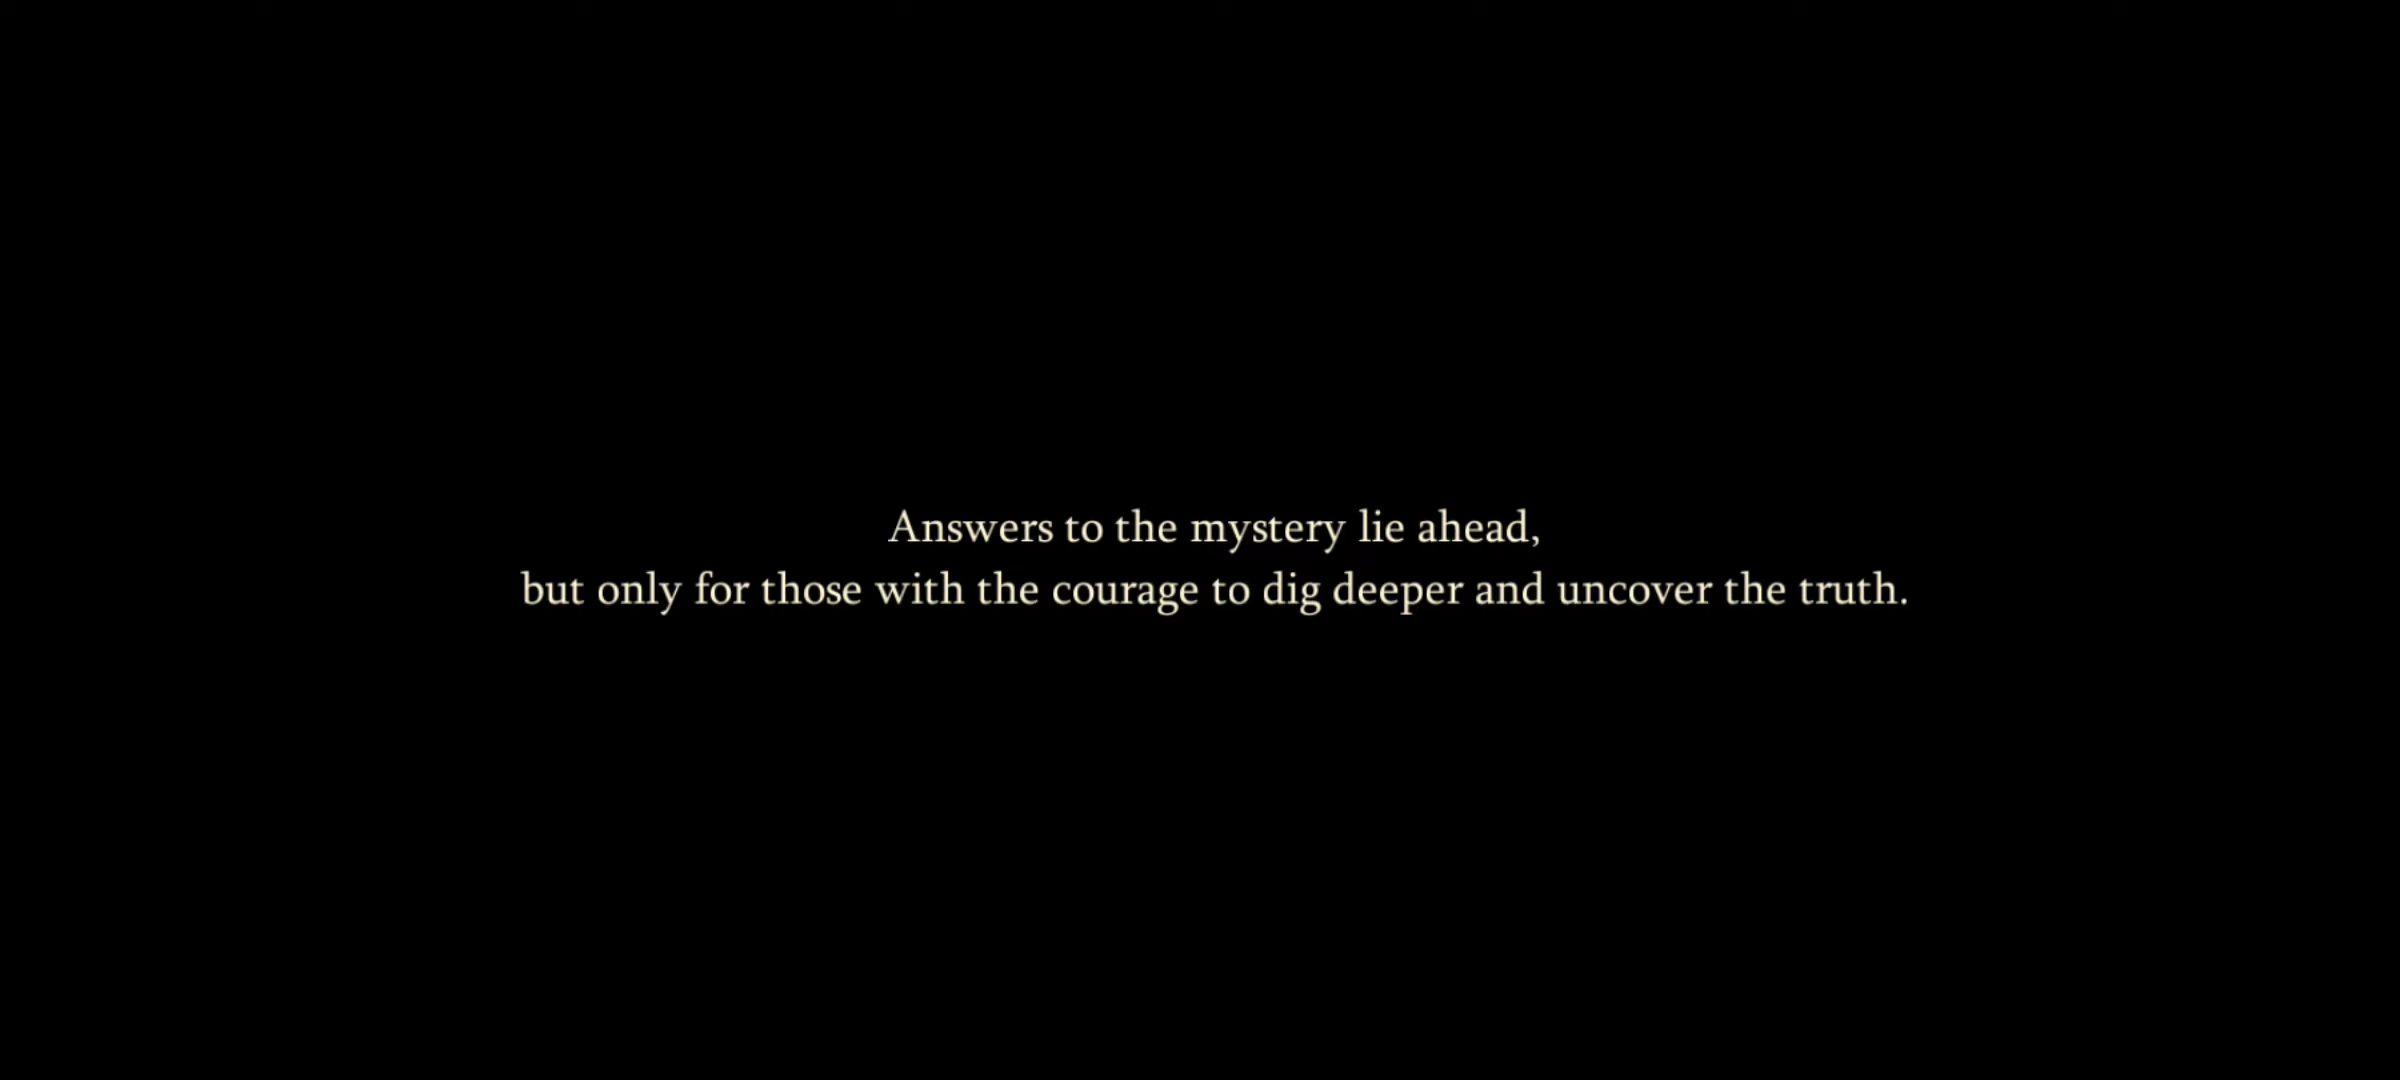 Answers to the mystery lie ahead,
but only for those with the courage to dig deeper and uncover the truth.